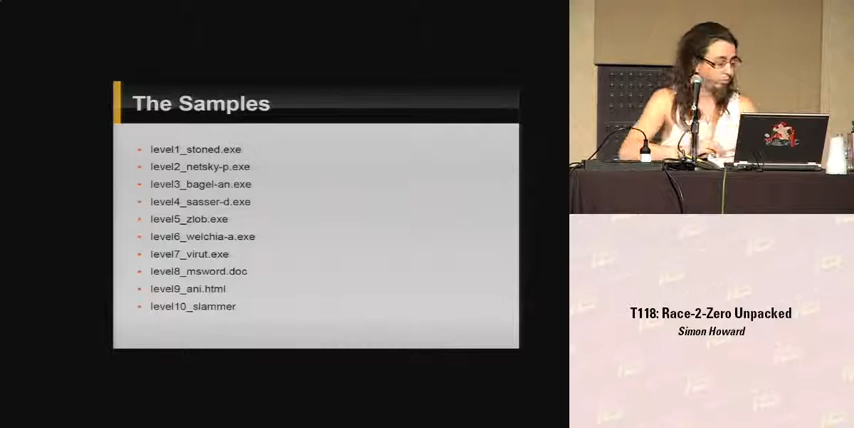 The Samples
- level1_stoned.exe
- level2_netsky-p.exe
- level3_bagel-an.exe
- level4_sasser-d.exe
- level5_zlob.exe
- level6_welchia-a.exe
- level7_virut.exe
- level8_msword.doc
- level9_ani.html
- level10_slammer
T118: Race-2-Zero Unpacked
Simon Howard